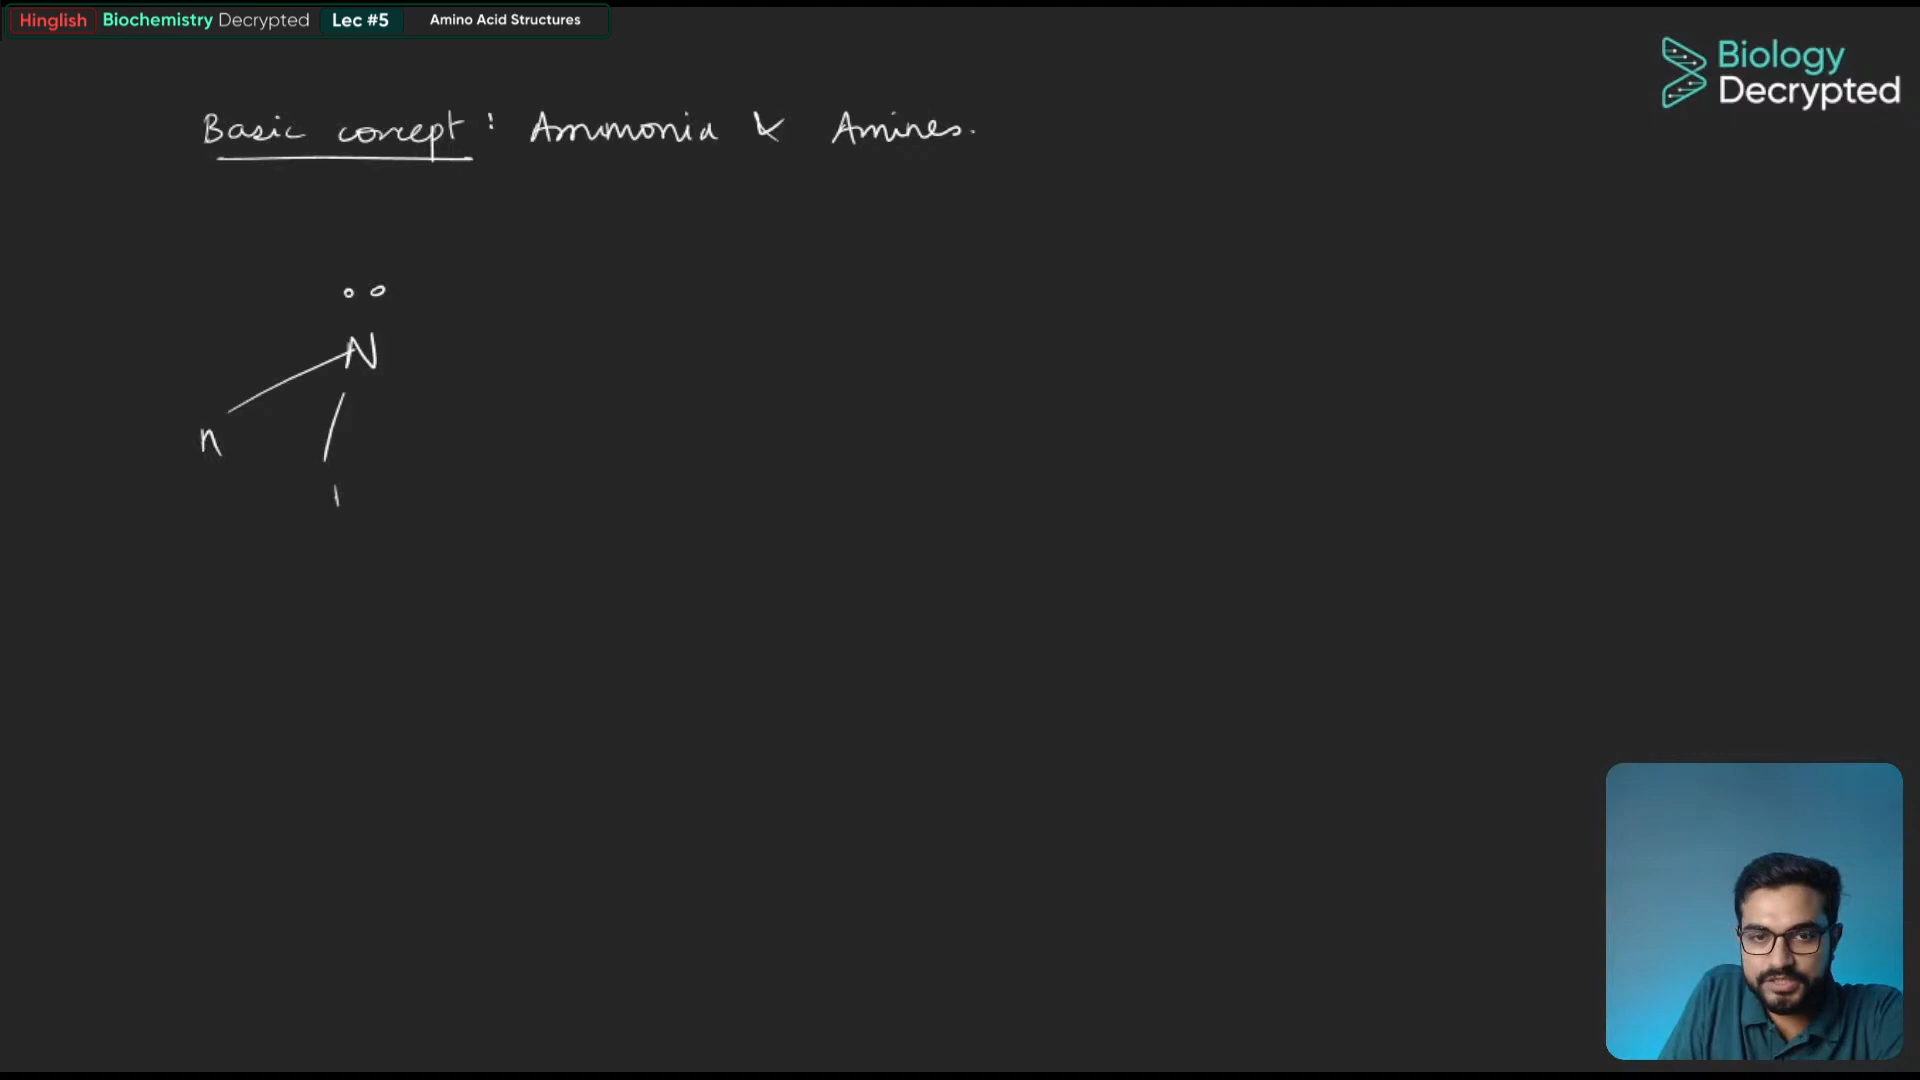 Hinglish Biochemistry Decrypted Lec #5 Amino Acid Structures
Biology
Decrypted
Basic concept : Ammonia & Amines.
N
n